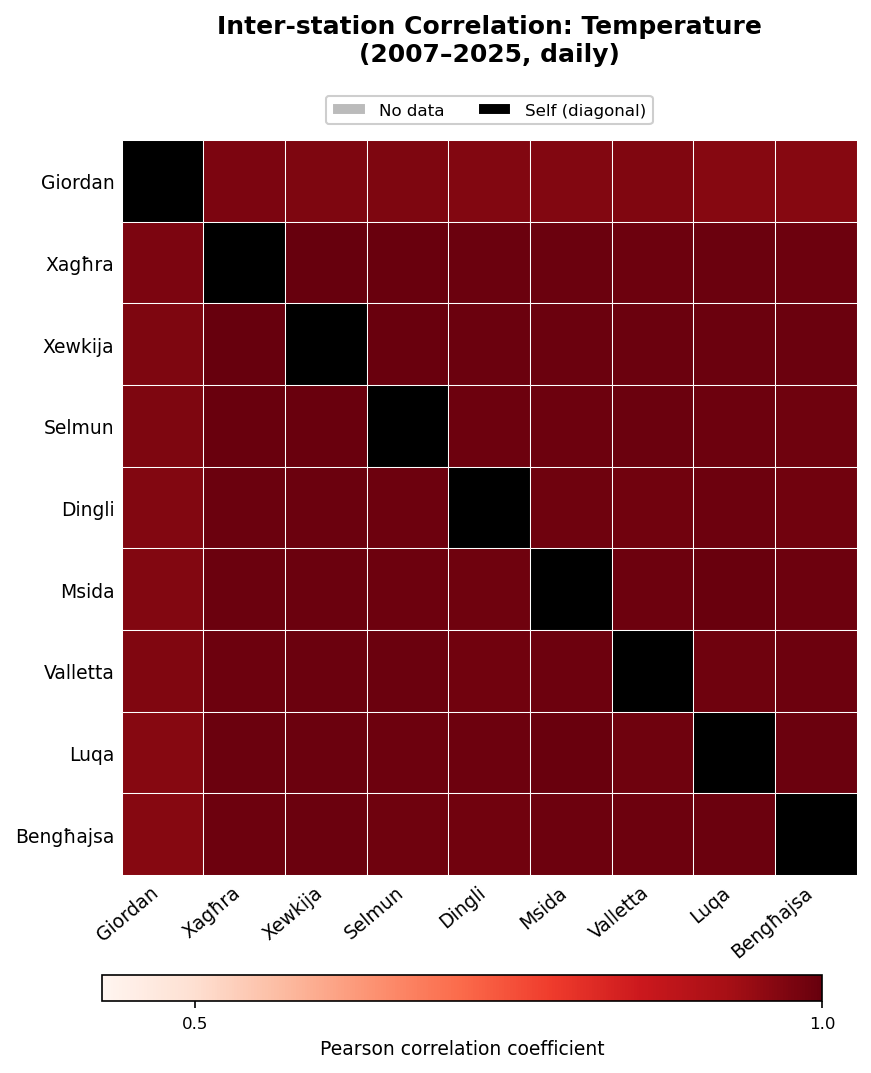 Inter-station Correlation: Temperature
(2007–2025, daily)
No data
Self (diagonal)
Giordan
Xagħra
Xewkija
Selmun
Dingli
Msida
Valletta
Luqa
Bengħajsa
Giordan
Xagħra
Xewkija
Selmun
Dingli
Msida
Valletta
Luqa
Bengħajsa
0.5
1.0
Pearson correlation coefficient